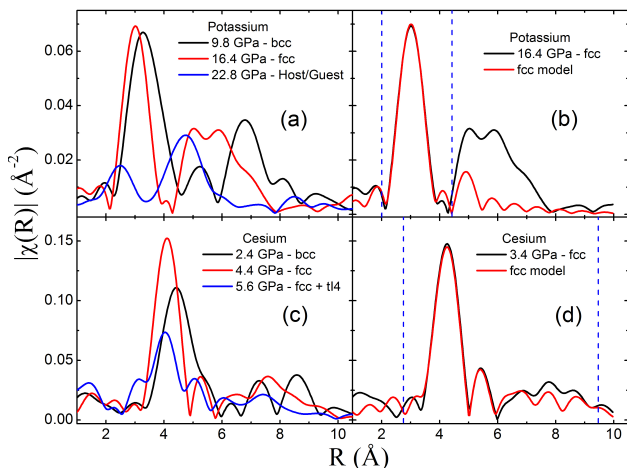 Potassium
9.8 GPa - bcc
16.4 GPa - fcc
22.8 GPa - Host/Guest
(a)
Potassium
16.4 GPa - fcc
fcc model
(b)
0.06
0.04
0.02
0.00
|χ(R)| (Å⁻²)
Cesium
2.4 GPa - bcc
4.4 GPa - fcc
5.6 GPa - fcc + tI4
(c)
Cesium
3.4 GPa - fcc
fcc model
(d)
0.15
0.10
0.05
0.00
2 4 6 8 10 2 4 6 8 10
R (Å)